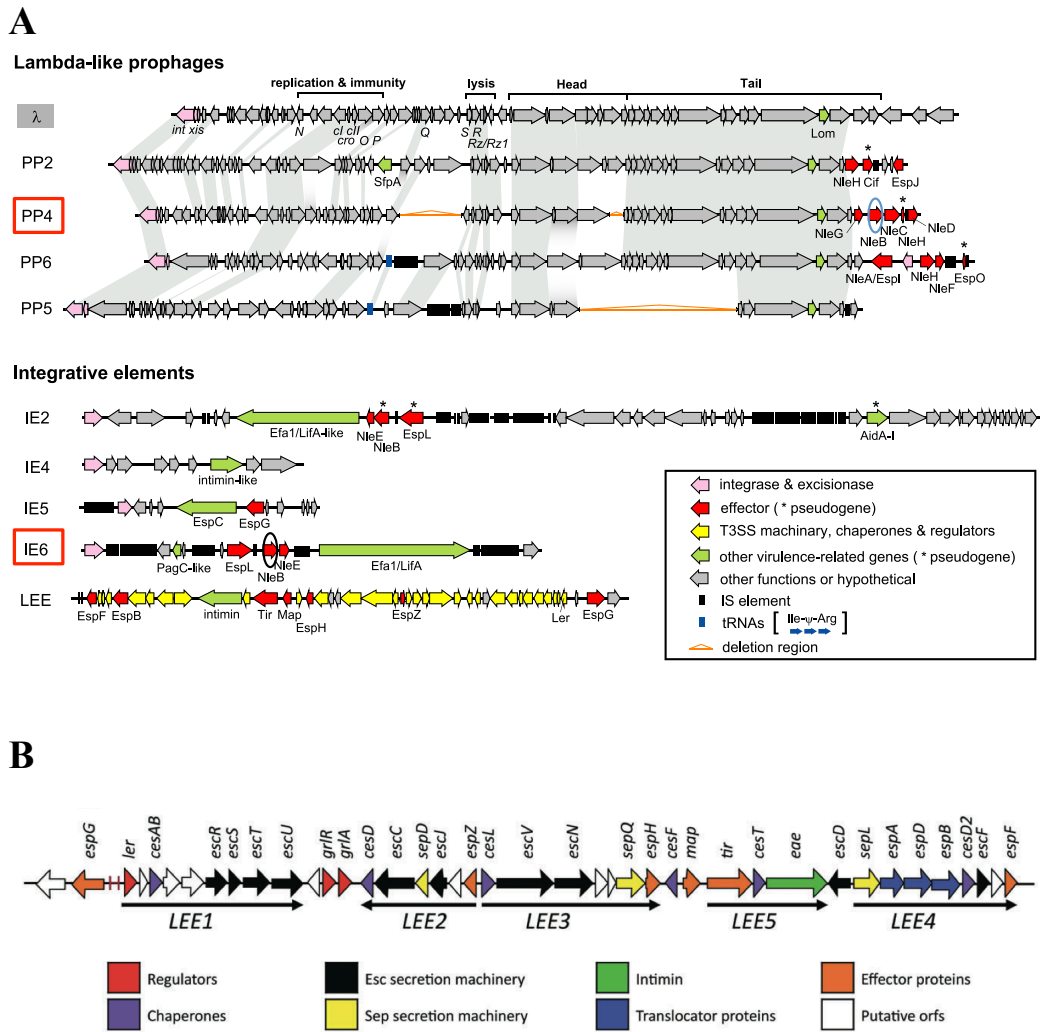 A
Lambda-like prophages
replication & immunity lysis Head Tail
λ
int xis N cI cII cro O P Q S R Rz/Rz1 Lom
PP2
SfpA NleH * Cif EspJ
PP4
NleG NleB NleC * NleH NleD
PP6
NleA/EspI NleH NleF * EspO
PP5
Integrative elements
IE2
Efa1/LifA-like NleE * NleB * EspL * AidA-I
IE4
intimin-like
IE5
EspC EspG
IE6
PagC-like EspL NleB NleE Efa1/LifA
LEE
EspF EspB intimin Tir Map EspH EspZ Ler EspG
integrase & excisionase
effector ( * pseudogene)
T3SS machinary, chaperones & regulators
other virulence-related genes ( * pseudogene)
other functions or hypothetical
IS element
tRNAs [ Ile-ψ-Arg ]
deletion region
B
espG ler cesAB escR escS escT escU grlR grlA cesD escC sepD escJ espZ cesL escV escN sepQ espH cesF map tir cesT eae escD sepL espA espD espB cesD2 escF espF
LEE1 LEE2 LEE3 LEE5 LEE4
Regulators Esc secretion machinery Intimin Effector proteins
Chaperones Sep secretion machinery Translocator proteins Putative orfs